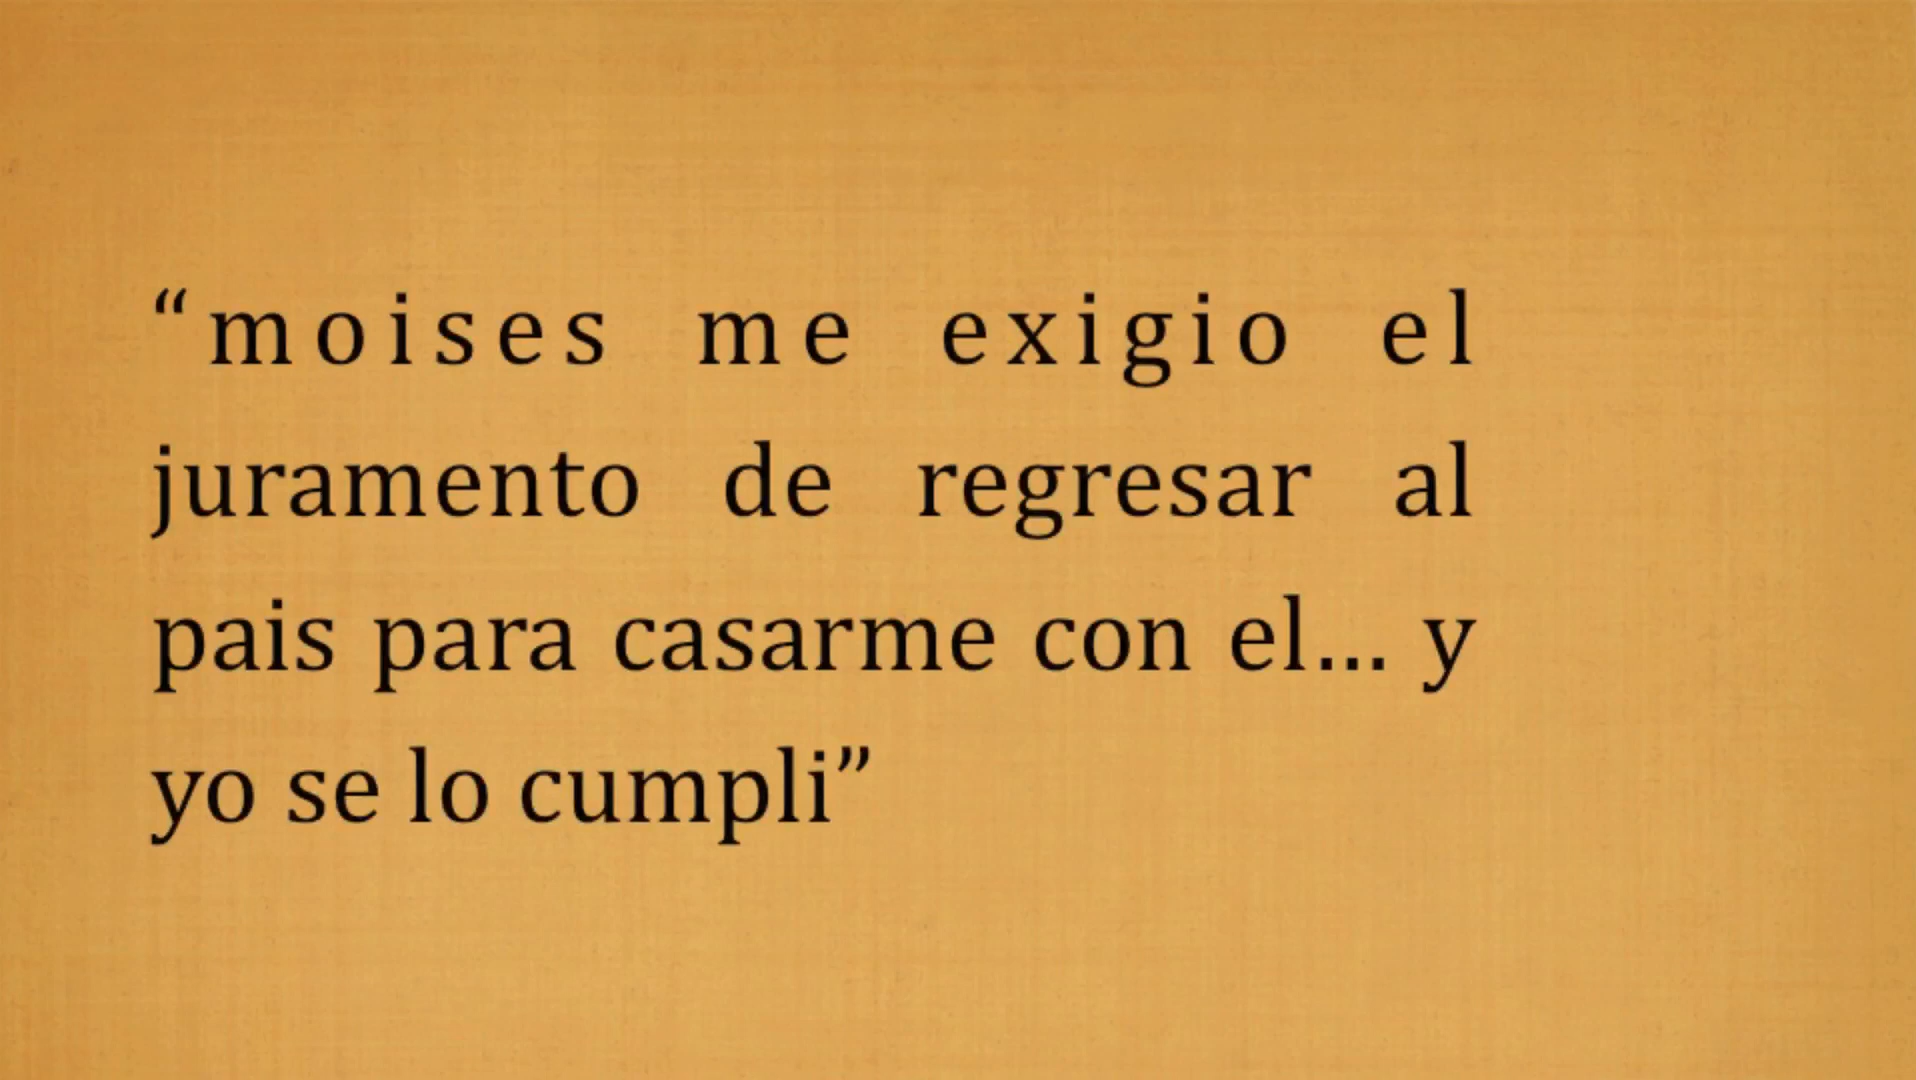 “moises me exigio el
juramento de regresar al
pais para casarme con el... y
yo se lo cumpli”